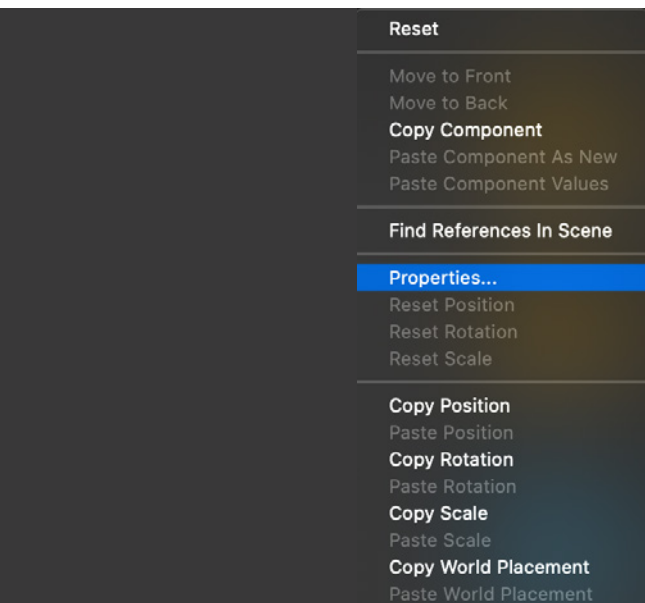 Reset
Move to Front
Move to Back
Copy Component
Paste Component As New
Paste Component Values
Find References In Scene
Properties...
Reset Position
Reset Rotation
Reset Scale
Copy Position
Paste Position
Copy Rotation
Paste Rotation
Copy Scale
Paste Scale
Copy World Placement
Paste World Placement